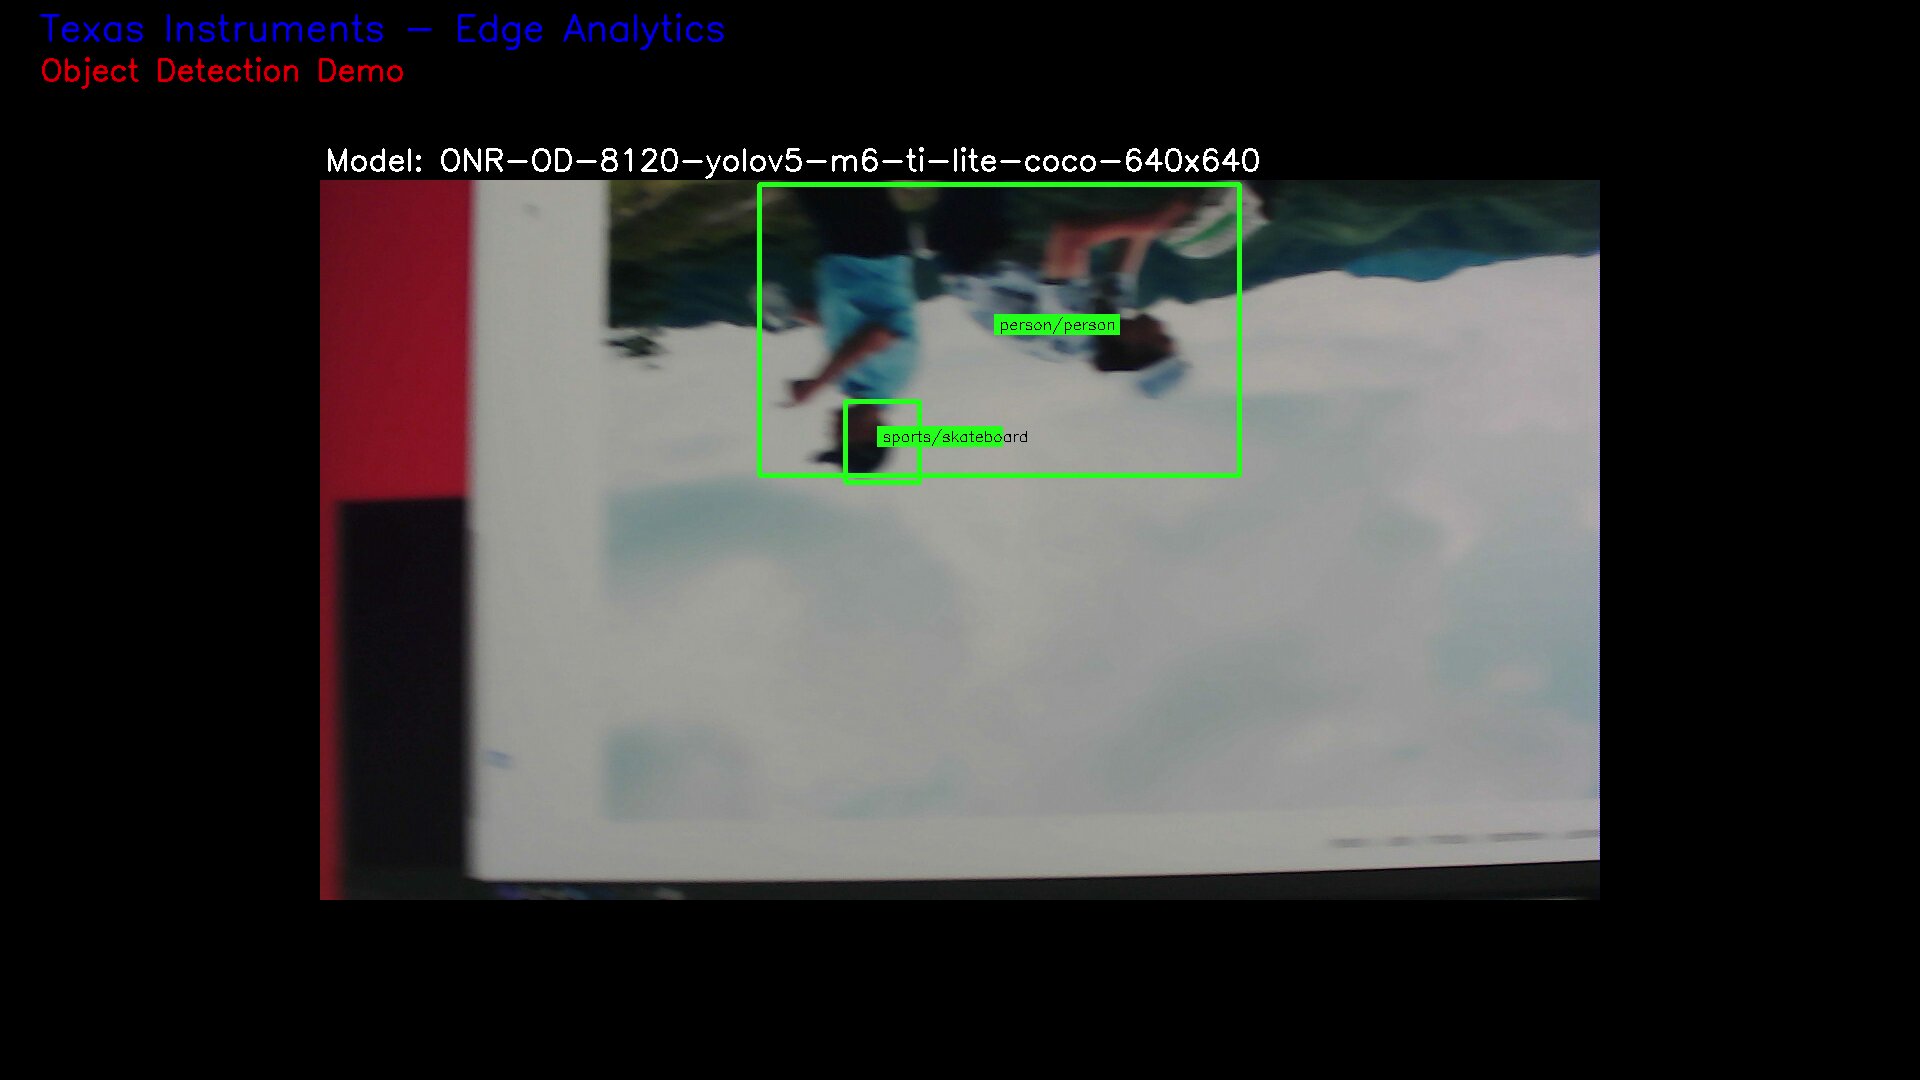 Texas Instruments - Edge Analytics
Object Detection Demo
Model: ONR-OD-8120-yolov5-m6-ti-lite-coco-640x640
person/person
sports/skateboard